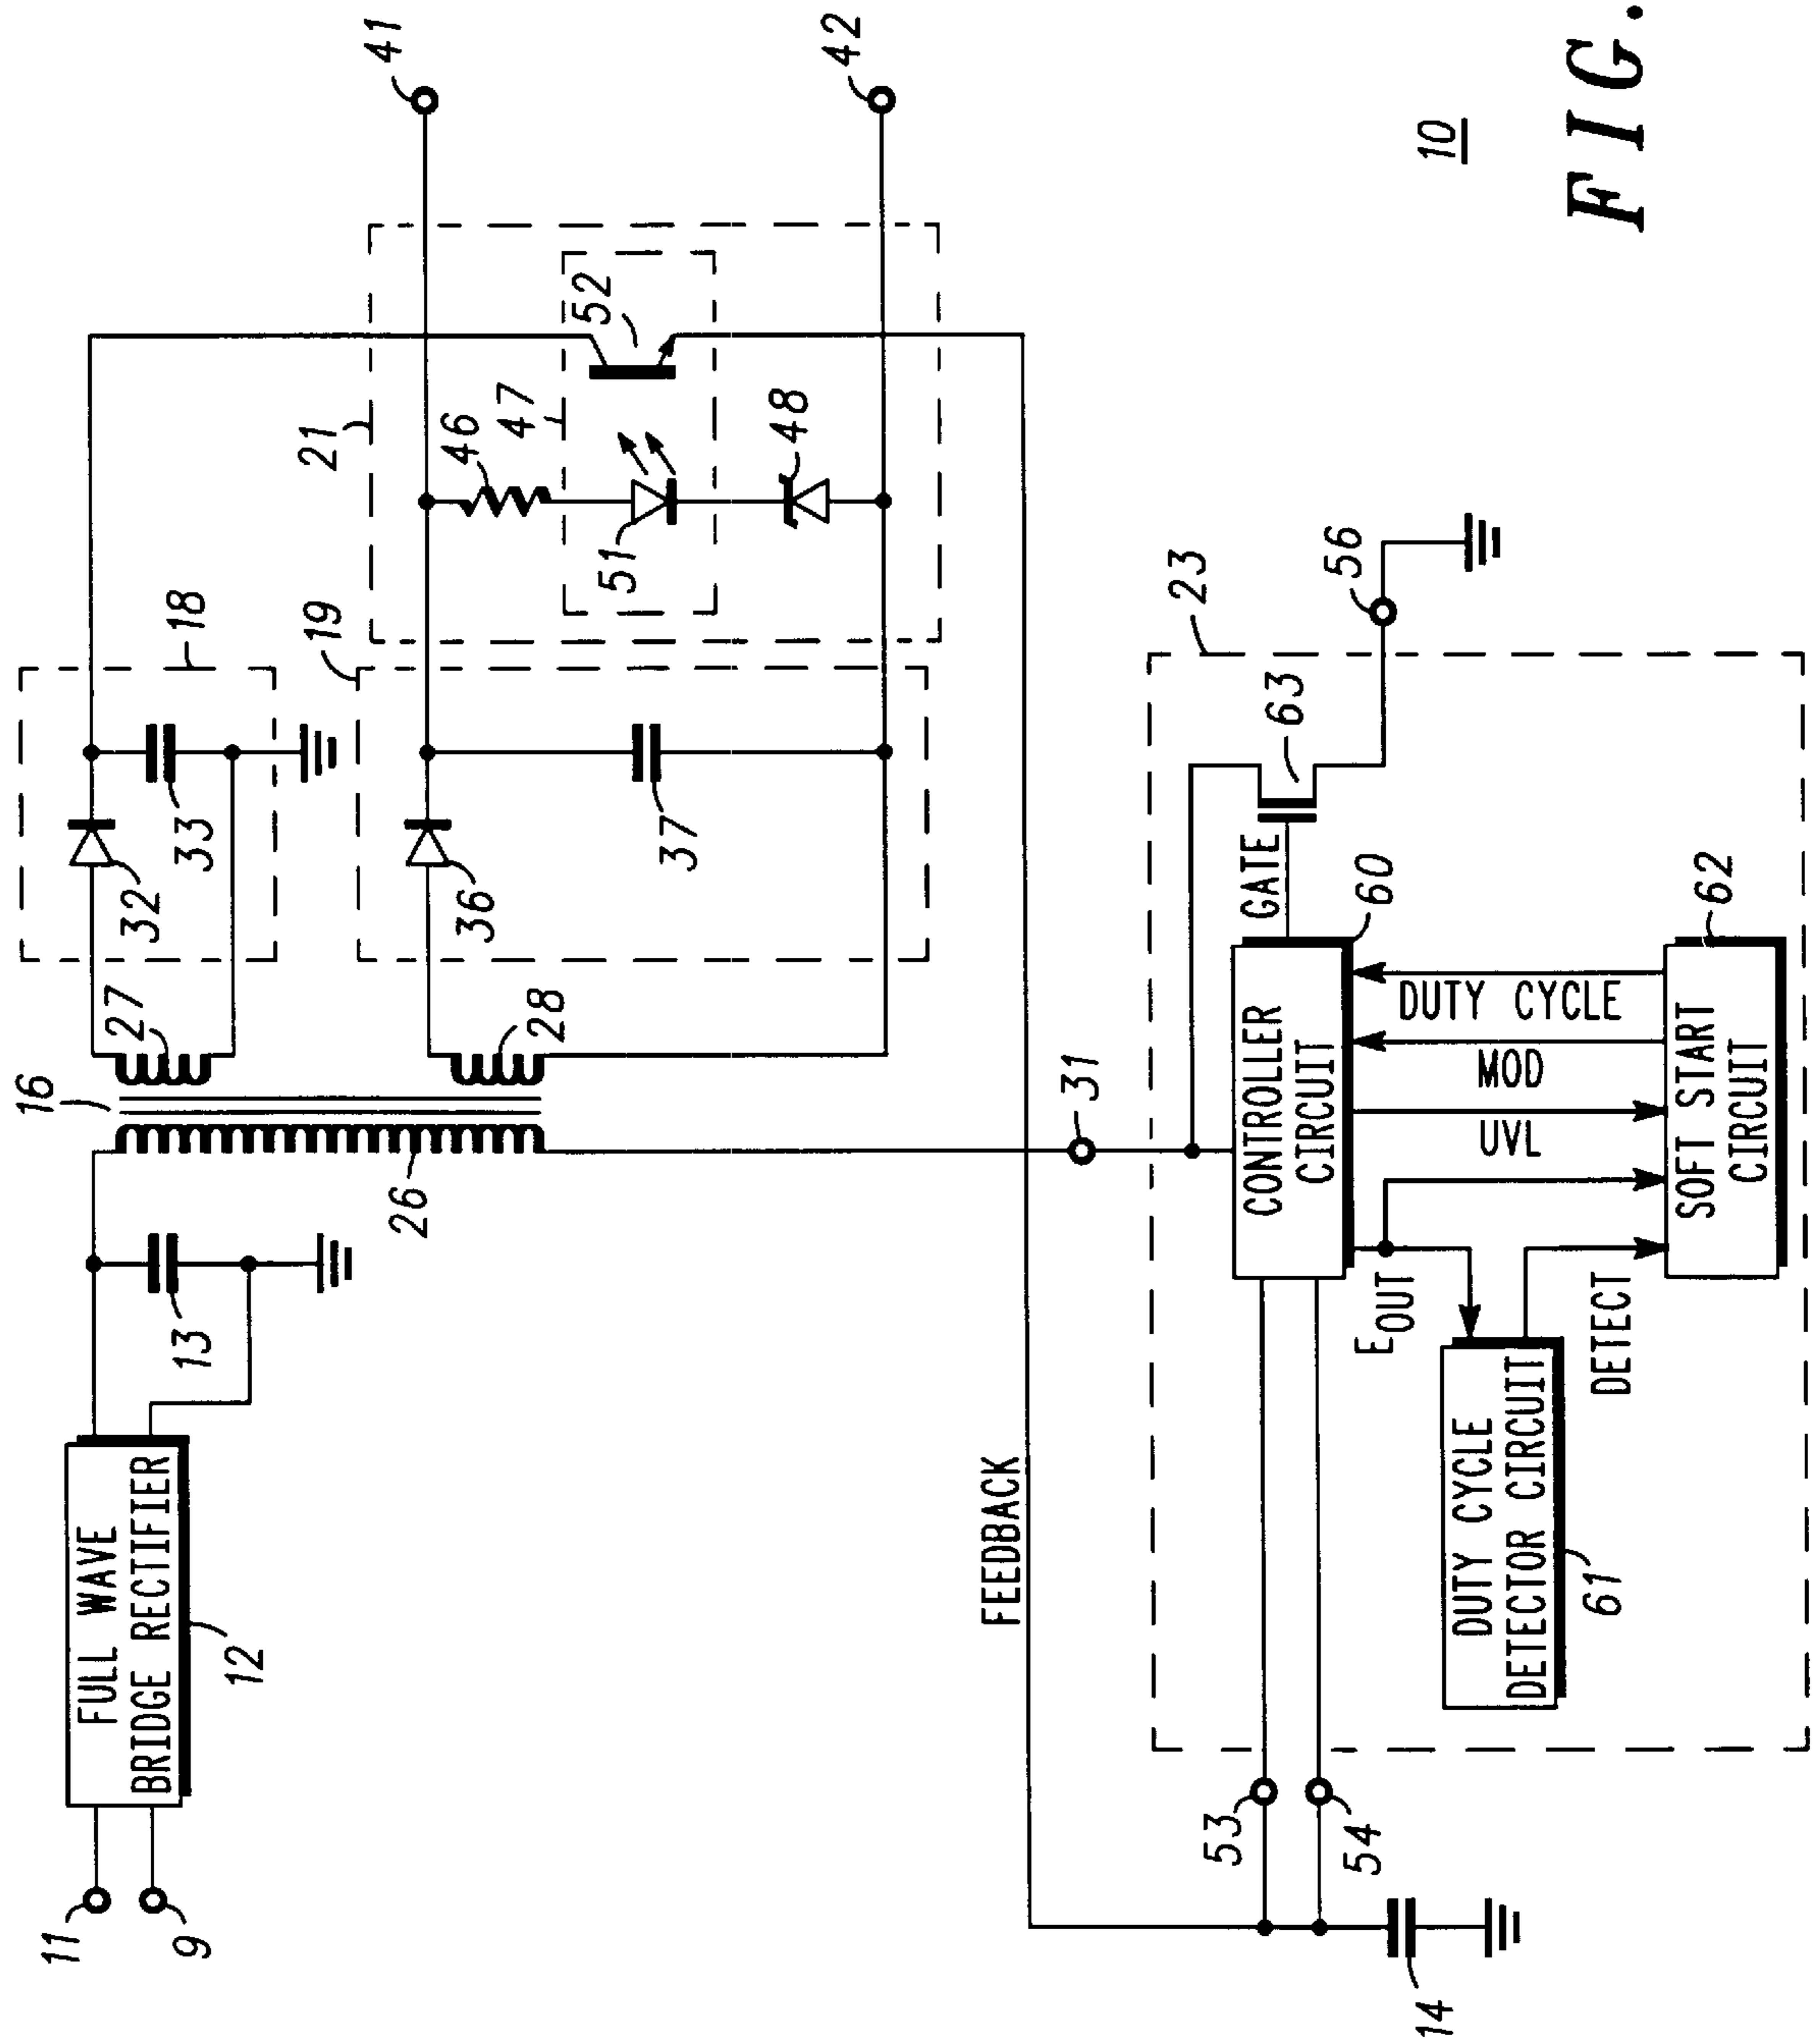 11
9
FULL WAVE
BRIDGE RECTIFIER
12
13
16
26
27
28
32
33
18
36
37
19
21
46
47
51
52
48
41
42
FEEDBACK
31
14
53
54
23
CONTROLLER
CIRCUIT
60
GATE
63
56
E_OUT
UVL
MOD
DUTY CYCLE
DUTY CYCLE
DETECTOR CIRCUIT
61
DETECT
SOFT START
CIRCUIT
62
10
FIG.